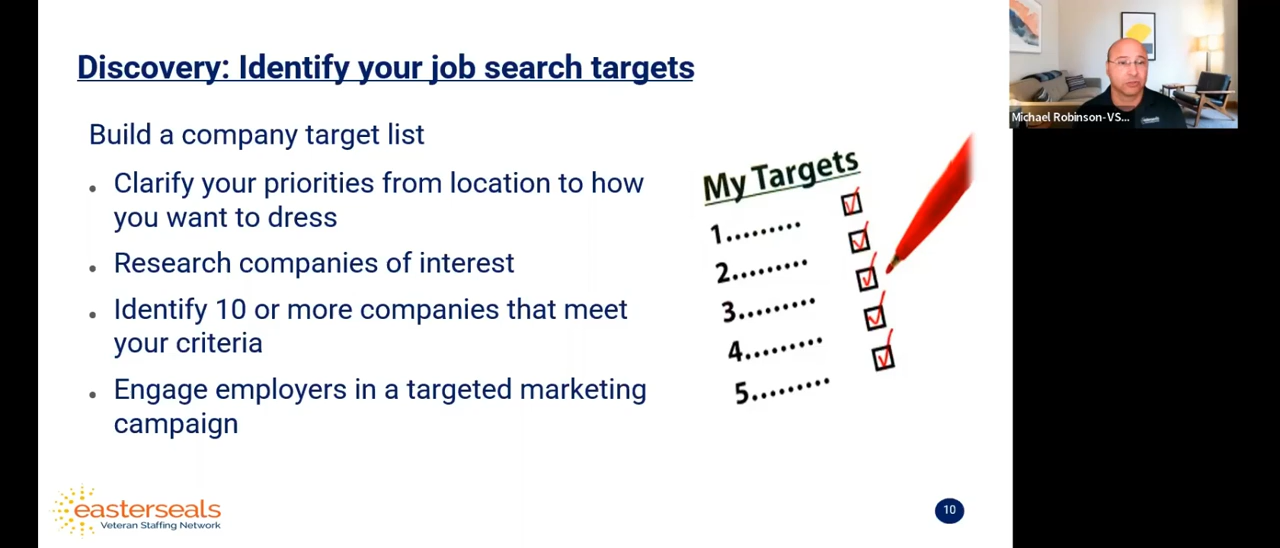 Discovery: Identify your job search targets
Build a company target list
• Clarify your priorities from location to how
you want to dress
• Research companies of interest
• Identify 10 or more companies that meet
your criteria
• Engage employers in a targeted marketing
campaign
My Targets
1.........
2.........
3.........
4.........
5.........
easterseals
Veteran Staffing Network
10
Michael Robinson-VS...